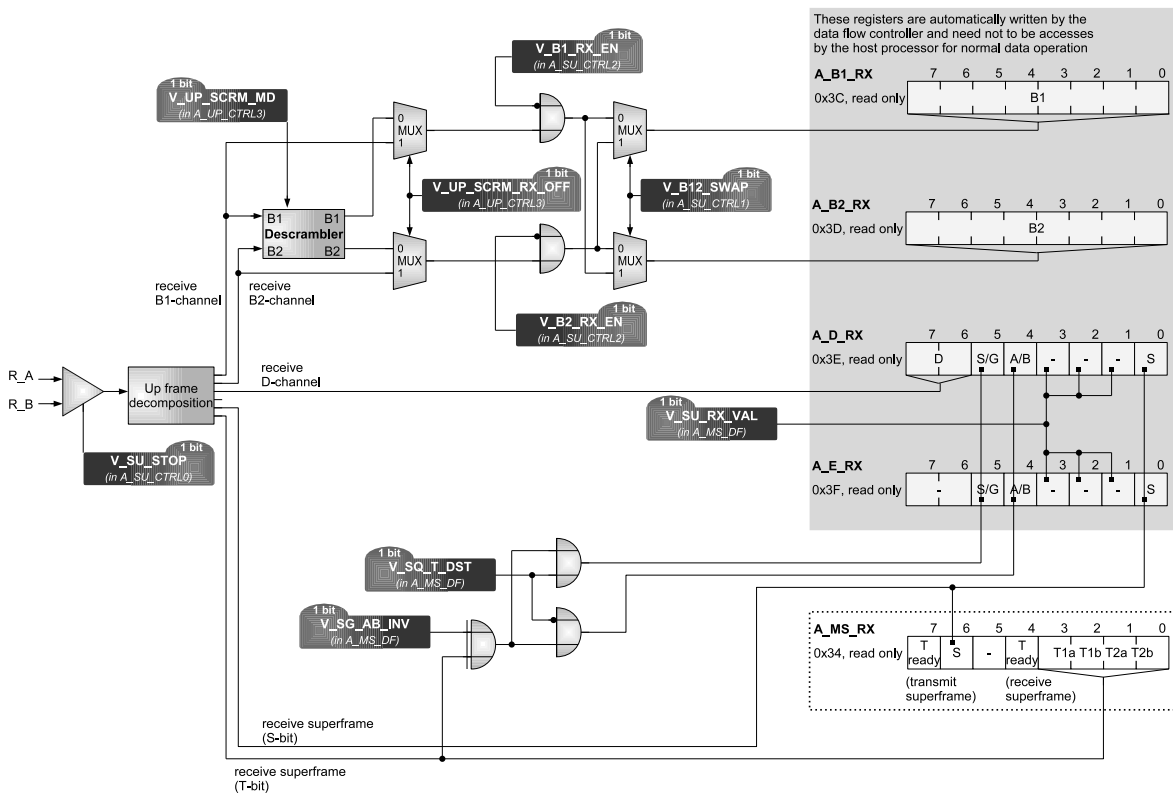 These registers are automatically written by the
data flow controller and need not to be accesses
by the host processor for normal data operation
1 bit
V_B1_RX_EN
(in A_SU_CTRL2)
A_B1_RX
7 6 5 4 3 2 1 0
0x3C, read only
B1
1 bit
V_UP_SCRM_MD
(in A_UP_CTRL3)
0
MUX
1
0
MUX
1
1 bit
V_UP_SCRM_RX_OFF
(in A_UP_CTRL3)
1 bit
V_B12_SWAP
(in A_SU_CTRL1)
A_B2_RX
7 6 5 4 3 2 1 0
0x3D, read only
B2
B1 B1
Descrambler
B2 B2
0
MUX
1
0
MUX
1
receive
B1-channel
receive
B2-channel
1 bit
V_B2_RX_EN
(in A_SU_CTRL2)
A_D_RX
7 6 5 4 3 2 1 0
0x3E, read only
D S/G A/B - - - S
receive
D-channel
R_A
R_B
Up frame
decomposition
1 bit
V_SU_RX_VAL
(in A_MS_DF)
1 bit
V_SU_STOP
(in A_SU_CTRL0)
A_E_RX
7 6 5 4 3 2 1 0
0x3F, read only
- S/G A/B - - - S
1 bit
V_SQ_T_DST
(in A_MS_DF)
1 bit
V_SG_AB_INV
(in A_MS_DF)
A_MS_RX
7 6 5 4 3 2 1 0
0x34, read only
T
ready
S
-
T
ready
T1a T1b T2a T2b
(transmit
superframe)
(receive
superframe)
receive superframe
(S-bit)
receive superframe
(T-bit)